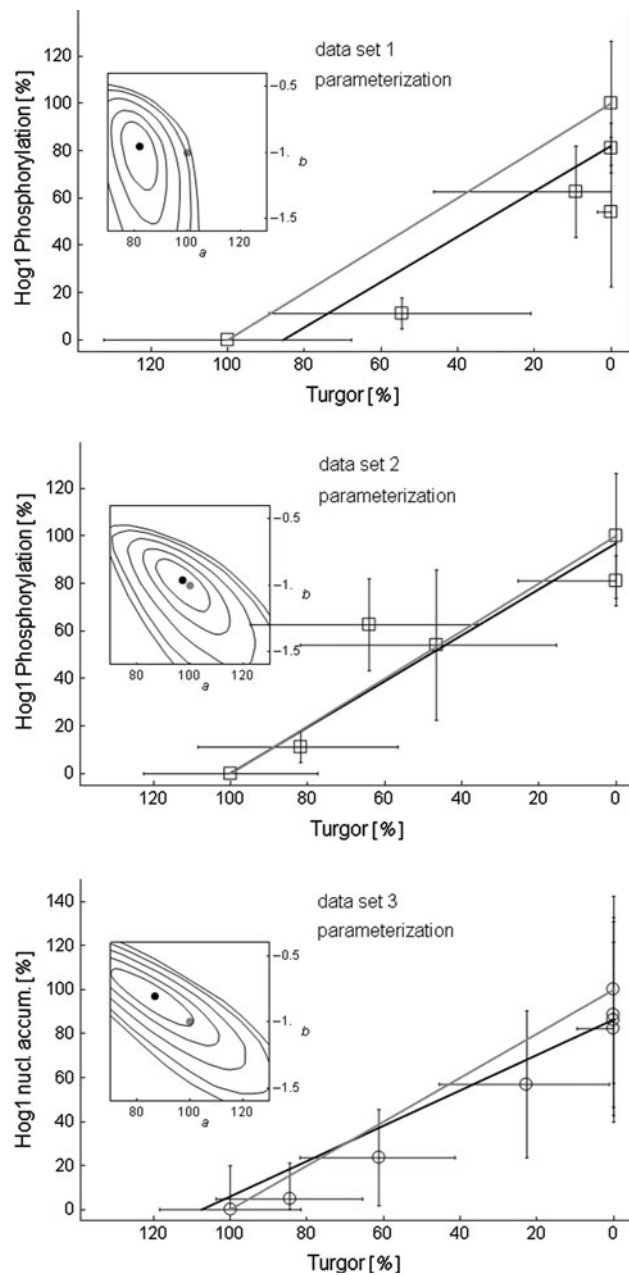 data set 1
parameterization
Hog1 Phosphorylation [%]
120
100
80
60
40
20
0
−0.5
−1.
b
−1.5
80 100 120
a
120 100 80 60 40 20 0
Turgor [%]
data set 2
parameterization
Hog1 Phosphorylation [%]
120
100
80
60
40
20
0
−0.5
−1.
b
−1.5
80 100 120
a
120 100 80 60 40 20 0
Turgor [%]
data set 3
parameterization
Hog1 nucl accum. [%]
140
120
100
80
60
40
20
0
−0.5
−1.
b
−1.5
80 100 120
a
120 100 80 60 40 20 0
Turgor [%]